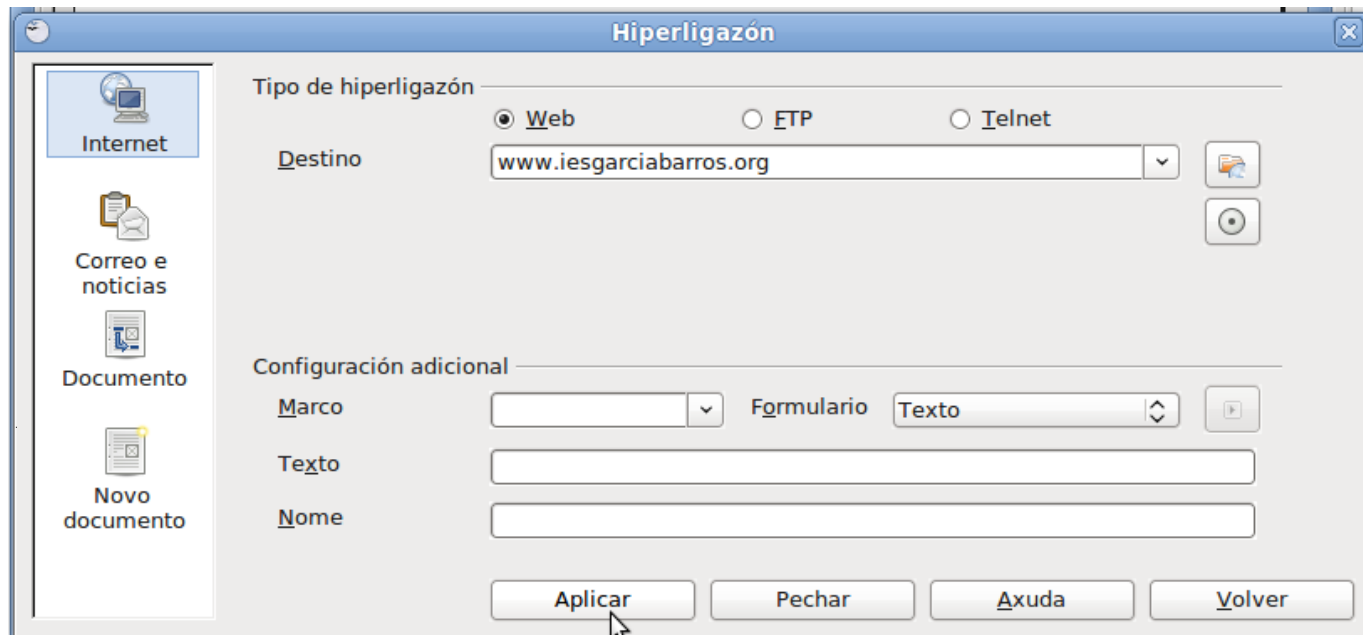 Hiperligazón
Internet
Correo e
noticias
Documento
Novo
documento
Tipo de hiperligazón
Web FTP Telnet
Destino www.iesgarciabarros.org
Configuración adicional
Marco Formulario Texto
Texto
Nome
Aplicar Pechar Axuda Volver